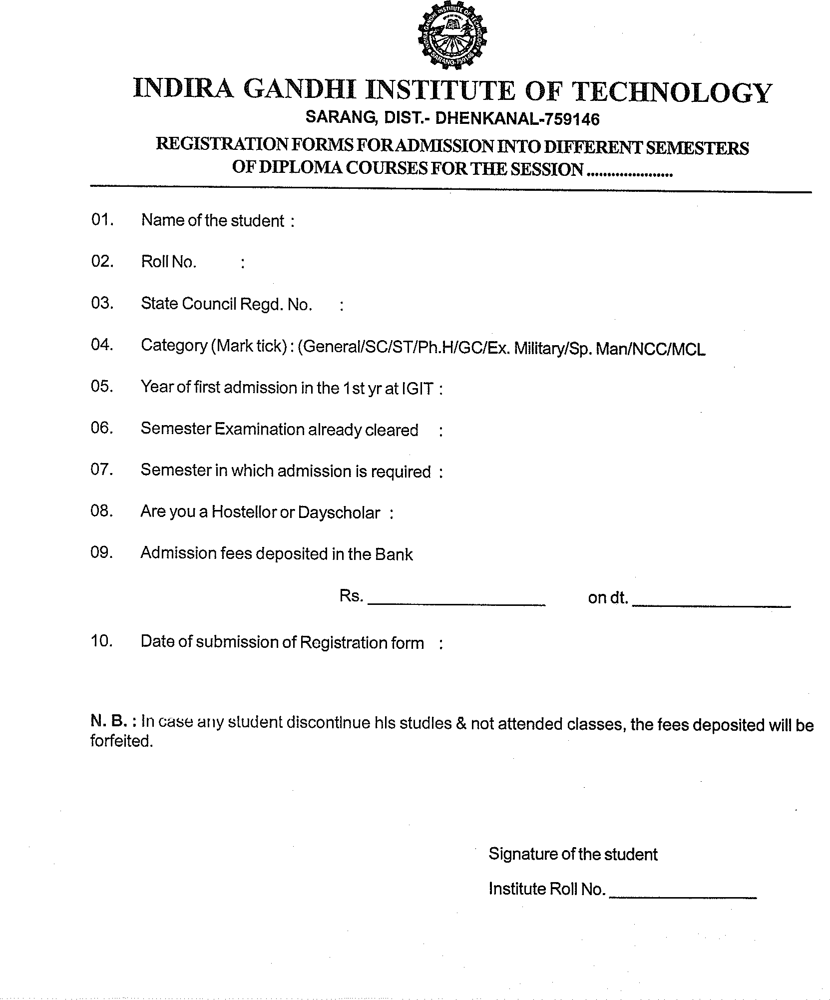 INDIRA GANDHI INSTITUTE OF TECHNOLOGY
SARANG-759146
INDIRA GANDHI INSTITUTE OF TECHNOLOGY
SARANG, DIST.- DHENKANAL-759146
REGISTRATION FORMS FOR ADMISSION INTO DIFFERENT SEMESTERS
OF DIPLOMA COURSES FOR THE SESSION .....................
01. Name of the student :
02. Roll No. :
03. State Council Regd. No. :
04. Category (Mark tick) : (General/SC/ST/Ph.H/GC/Ex. Military/Sp. Man/NCC/MCL
05. Year of first admission in the 1st yr at IGIT :
06. Semester Examination already cleared :
07. Semester in which admission is required :
08. Are you a Hostellor or Dayscholar :
09. Admission fees deposited in the Bank
Rs. ____________________ on dt. __________________
10. Date of submission of Registration form :
N. B. : In case any student discontinue his studies & not attended classes, the fees deposited will be
forfeited.
Signature of the student
Institute Roll No. _________________